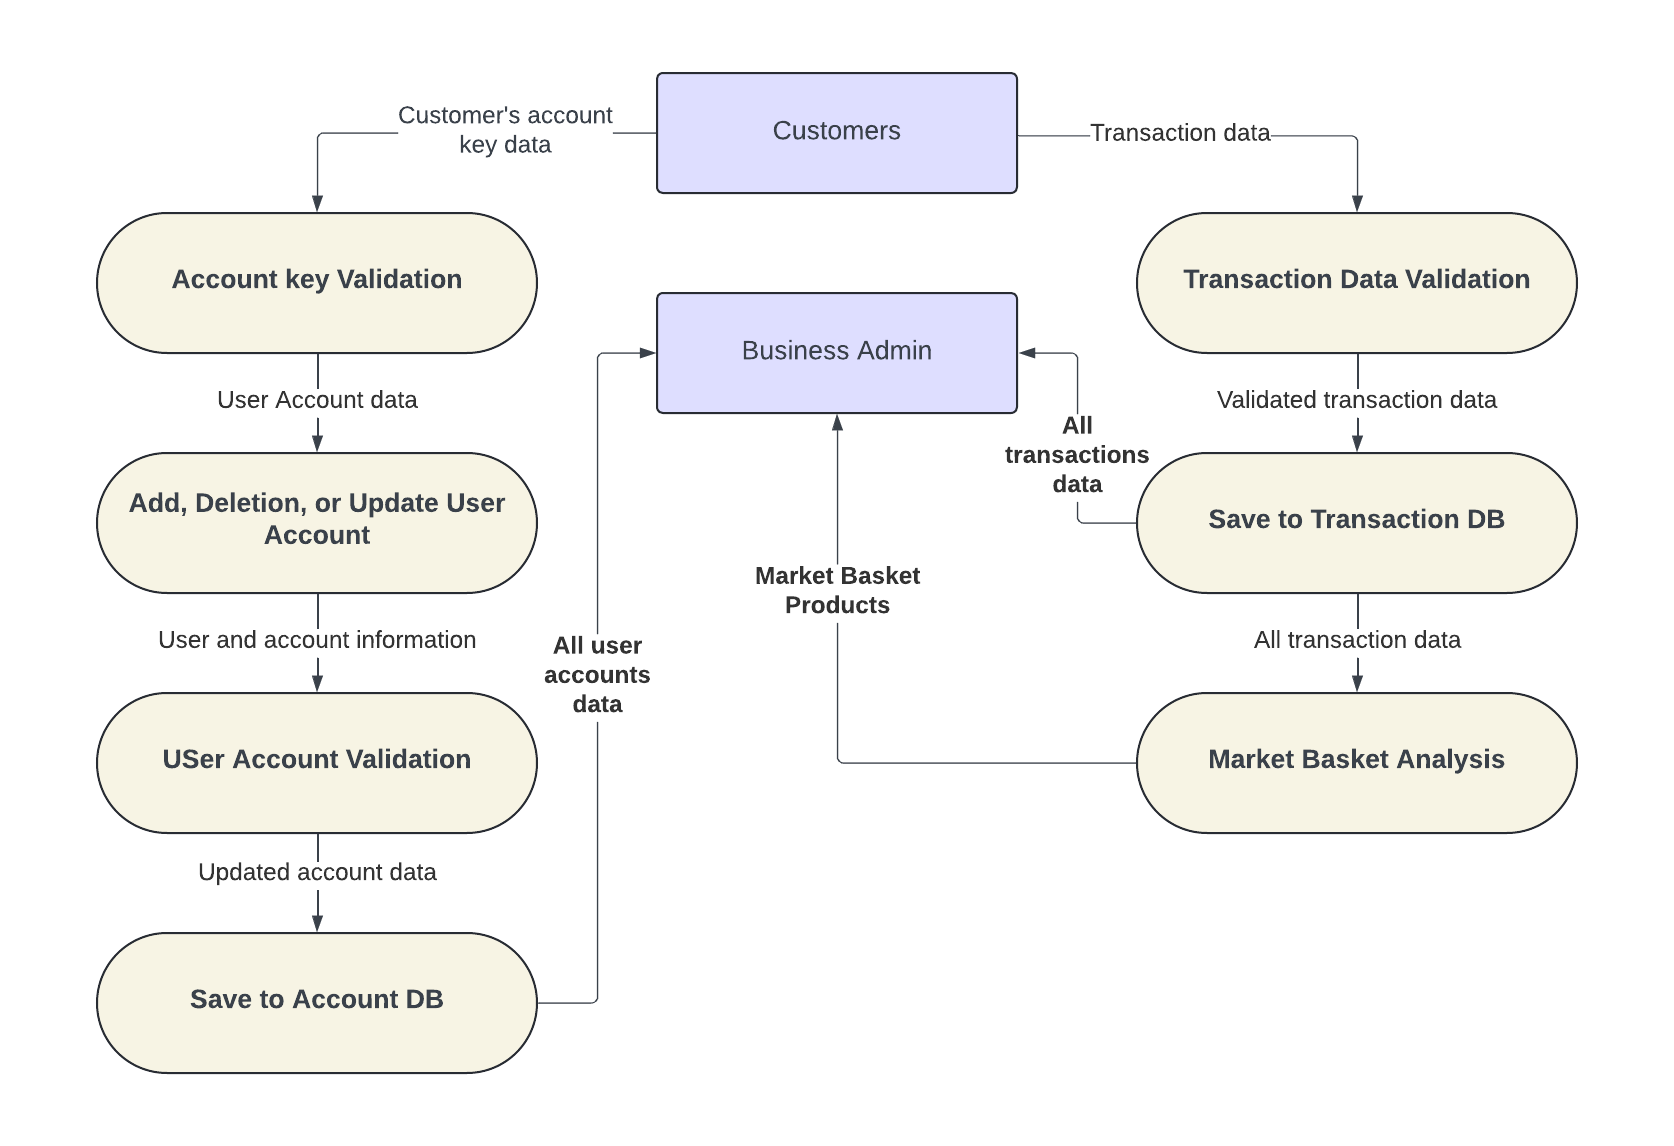 Customer's account
key data
Customers
Transaction data
Account key Validation
Business Admin
Transaction Data Validation
User Account data
Validated transaction data
All
transactions
data
Add, Deletion, or Update User
Account
Save to Transaction DB
Market Basket
Products
User and account information
All user
accounts
data
All transaction data
USer Account Validation
Market Basket Analysis
Updated account data
Save to Account DB